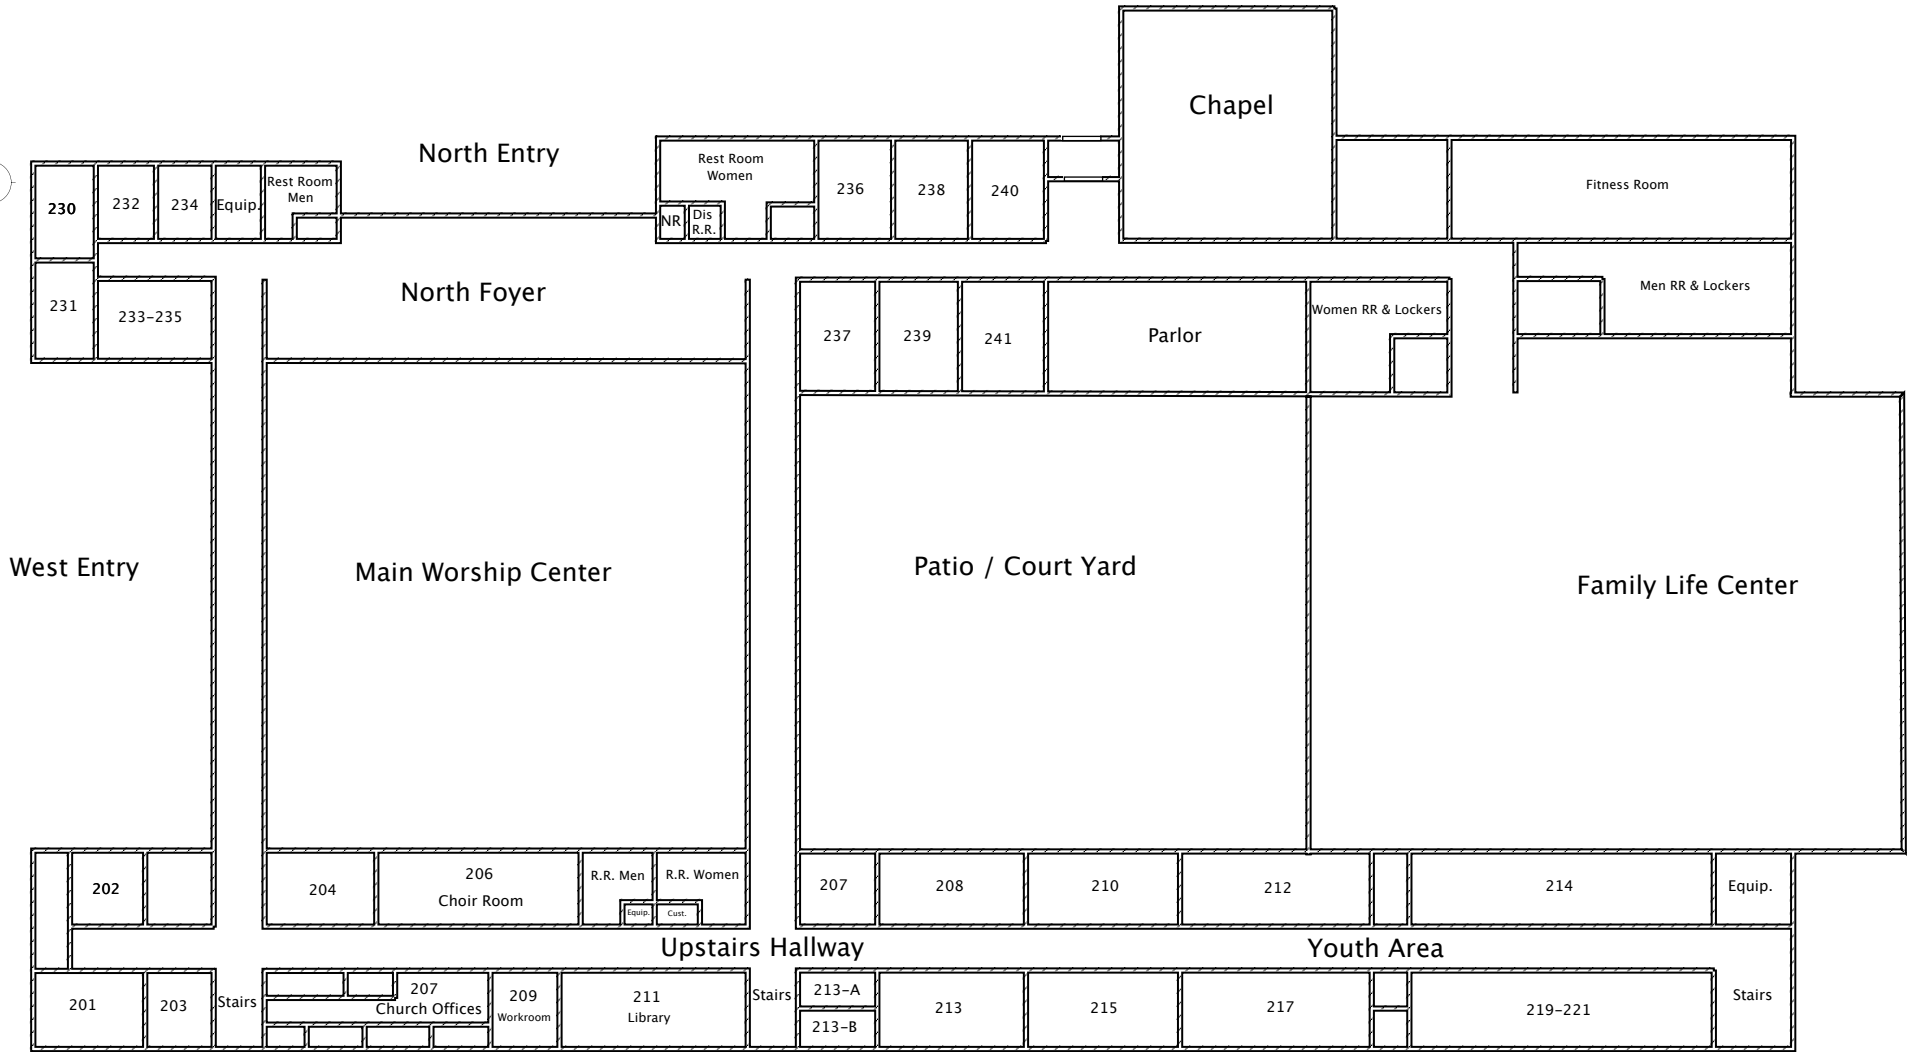 Chapel
North Entry
Rest Room
Women
Rest Room
Men
230
232
234
Equip.
236
238
240
Fitness Room
NR
Dis
R.R.
North Foyer
231
233-235
237
239
241
Parlor
Women RR & Lockers
Men RR & Lockers
West Entry
Main Worship Center
Patio / Court Yard
Family Life Center
202
204
206
Choir Room
R.R. Men
R.R. Women
Equip.
Cust.
207
208
210
212
214
Equip.
Upstairs Hallway
Youth Area
201
203
Stairs
207
Church Offices
209
Workroom
211
Library
Stairs
213-A
213-B
213
215
217
219-221
Stairs